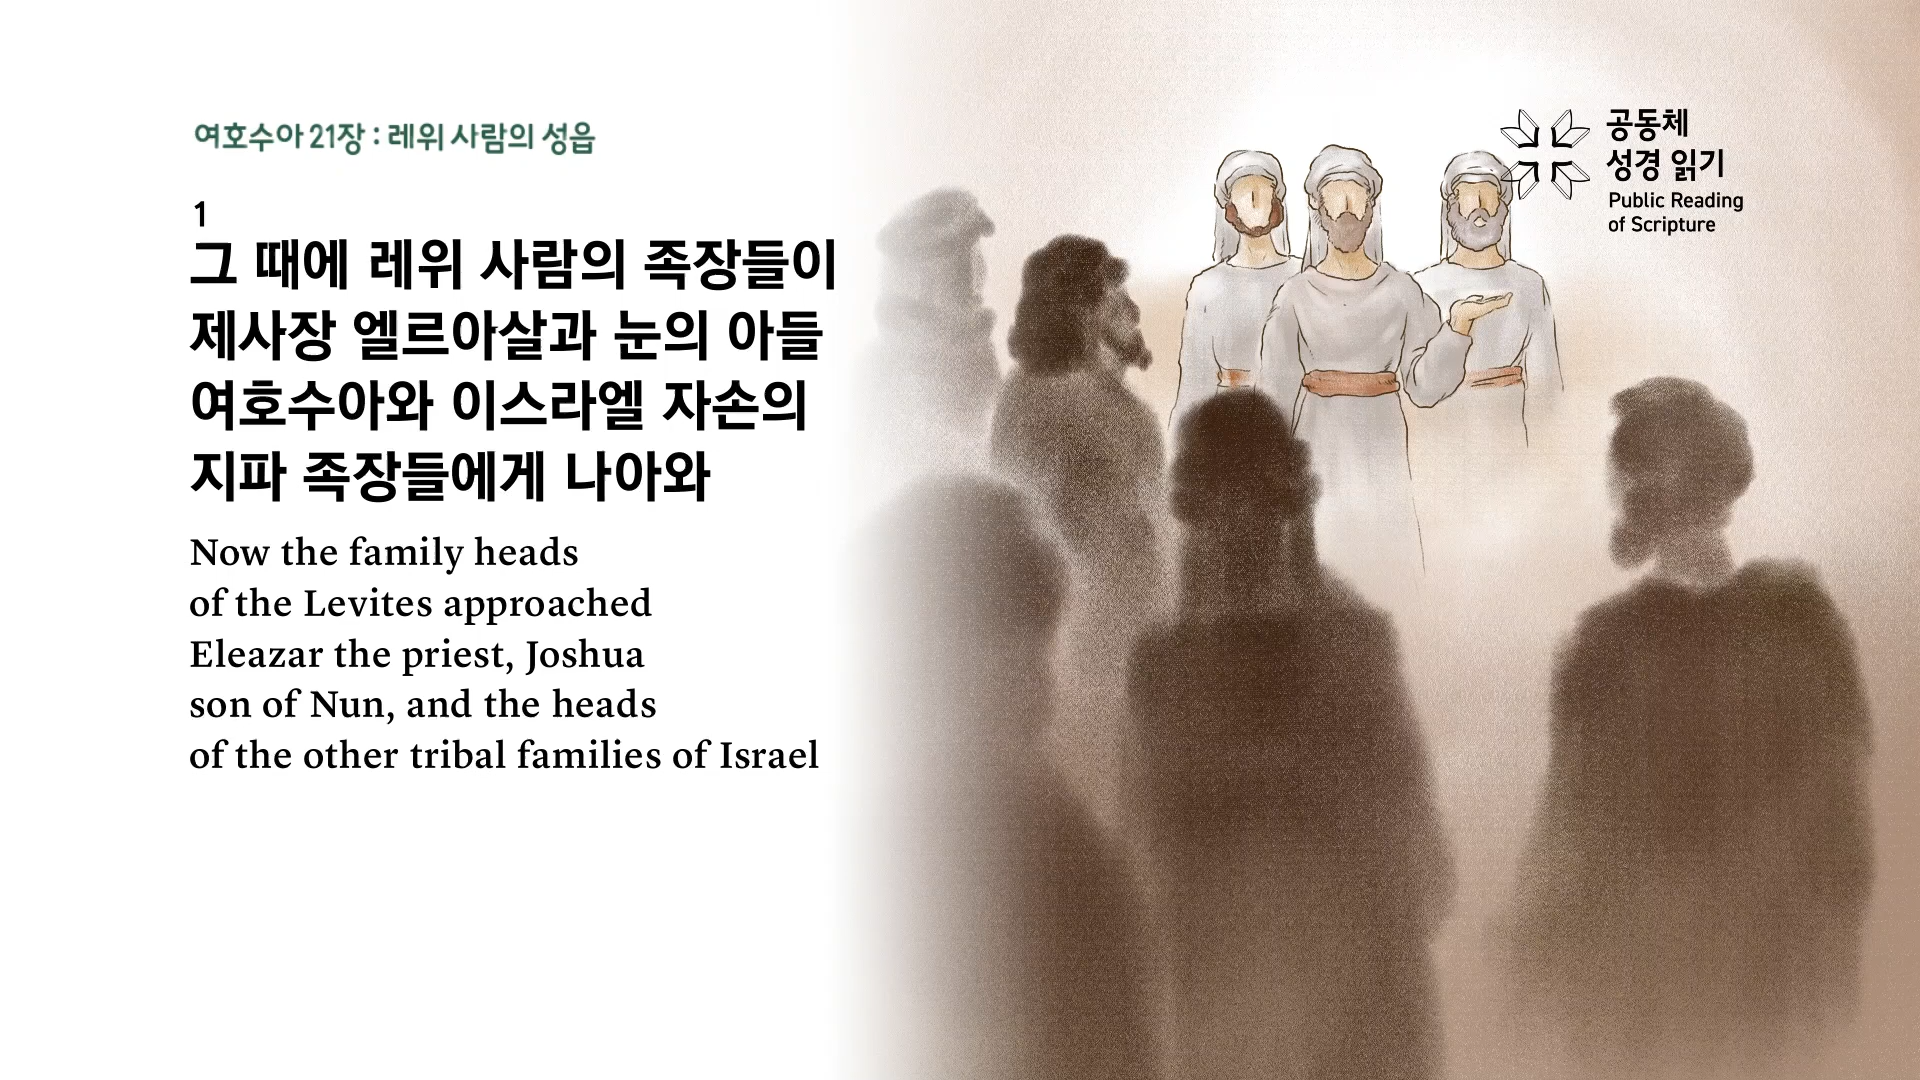 여호수아 21장 : 레위 사람의 성읍
1
그 때에 레위 사람의 족장들이
제사장 엘르아살과 눈의 아들
여호수아와 이스라엘 자손의
지파 족장들에게 나아와
Now the family heads
of the Levites approached
Eleazar the priest, Joshua
son of Nun, and the heads
of the other tribal families of Israel
공동체
성경 읽기
Public Reading
of Scripture